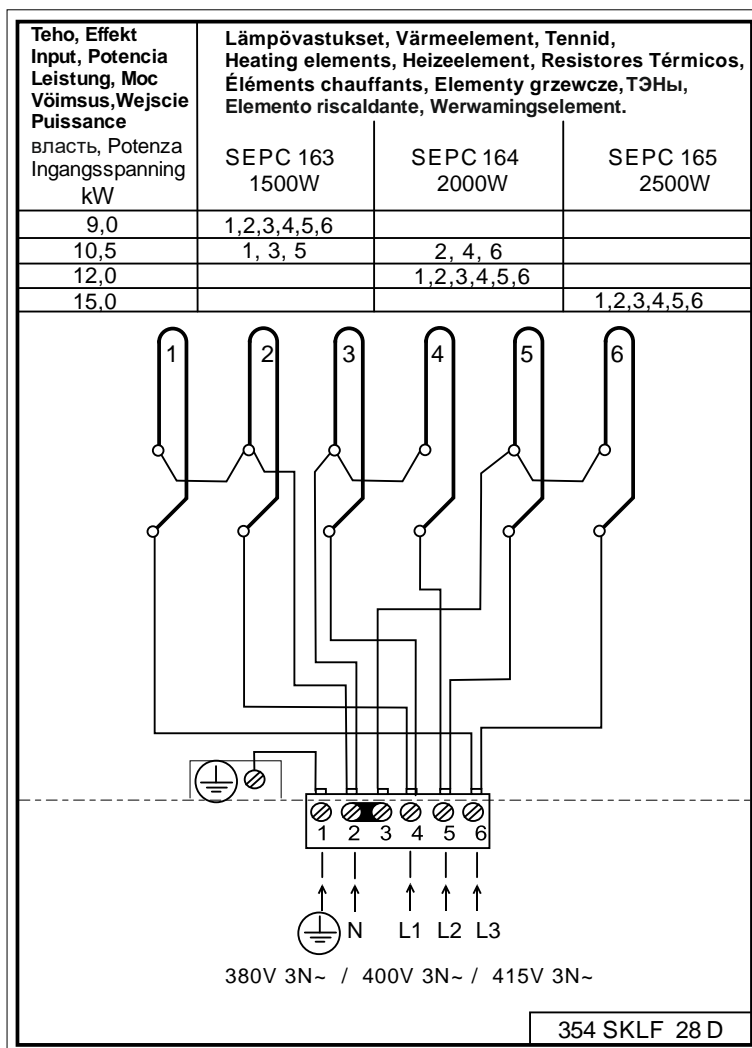 Teho, Effekt
Input, Potencia
Leistung, Moc
Vöimsus,Wejscie
Puissance
власть, Potenza
Ingangsspanning
kW
Lämpövastukset, Värmeelement, Tennid,
Heating elements, Heizeelement, Resistores Térmicos,
Éléments chauffants, Elementy grzewcze,ТЭНы,
Elemento riscaldante, Werwamingselement.
SEPC 163
1500W
SEPC 164
2000W
SEPC 165
2500W
9,0 1,2,3,4,5,6
10,5 1, 3, 5 2, 4, 6
12,0 1,2,3,4,5,6
15,0 1,2,3,4,5,6
1 2 3 4 5 6
1 2 3 4 5 6
N L1 L2 L3
380V 3N~ / 400V 3N~ / 415V 3N~
354 SKLF 28 D